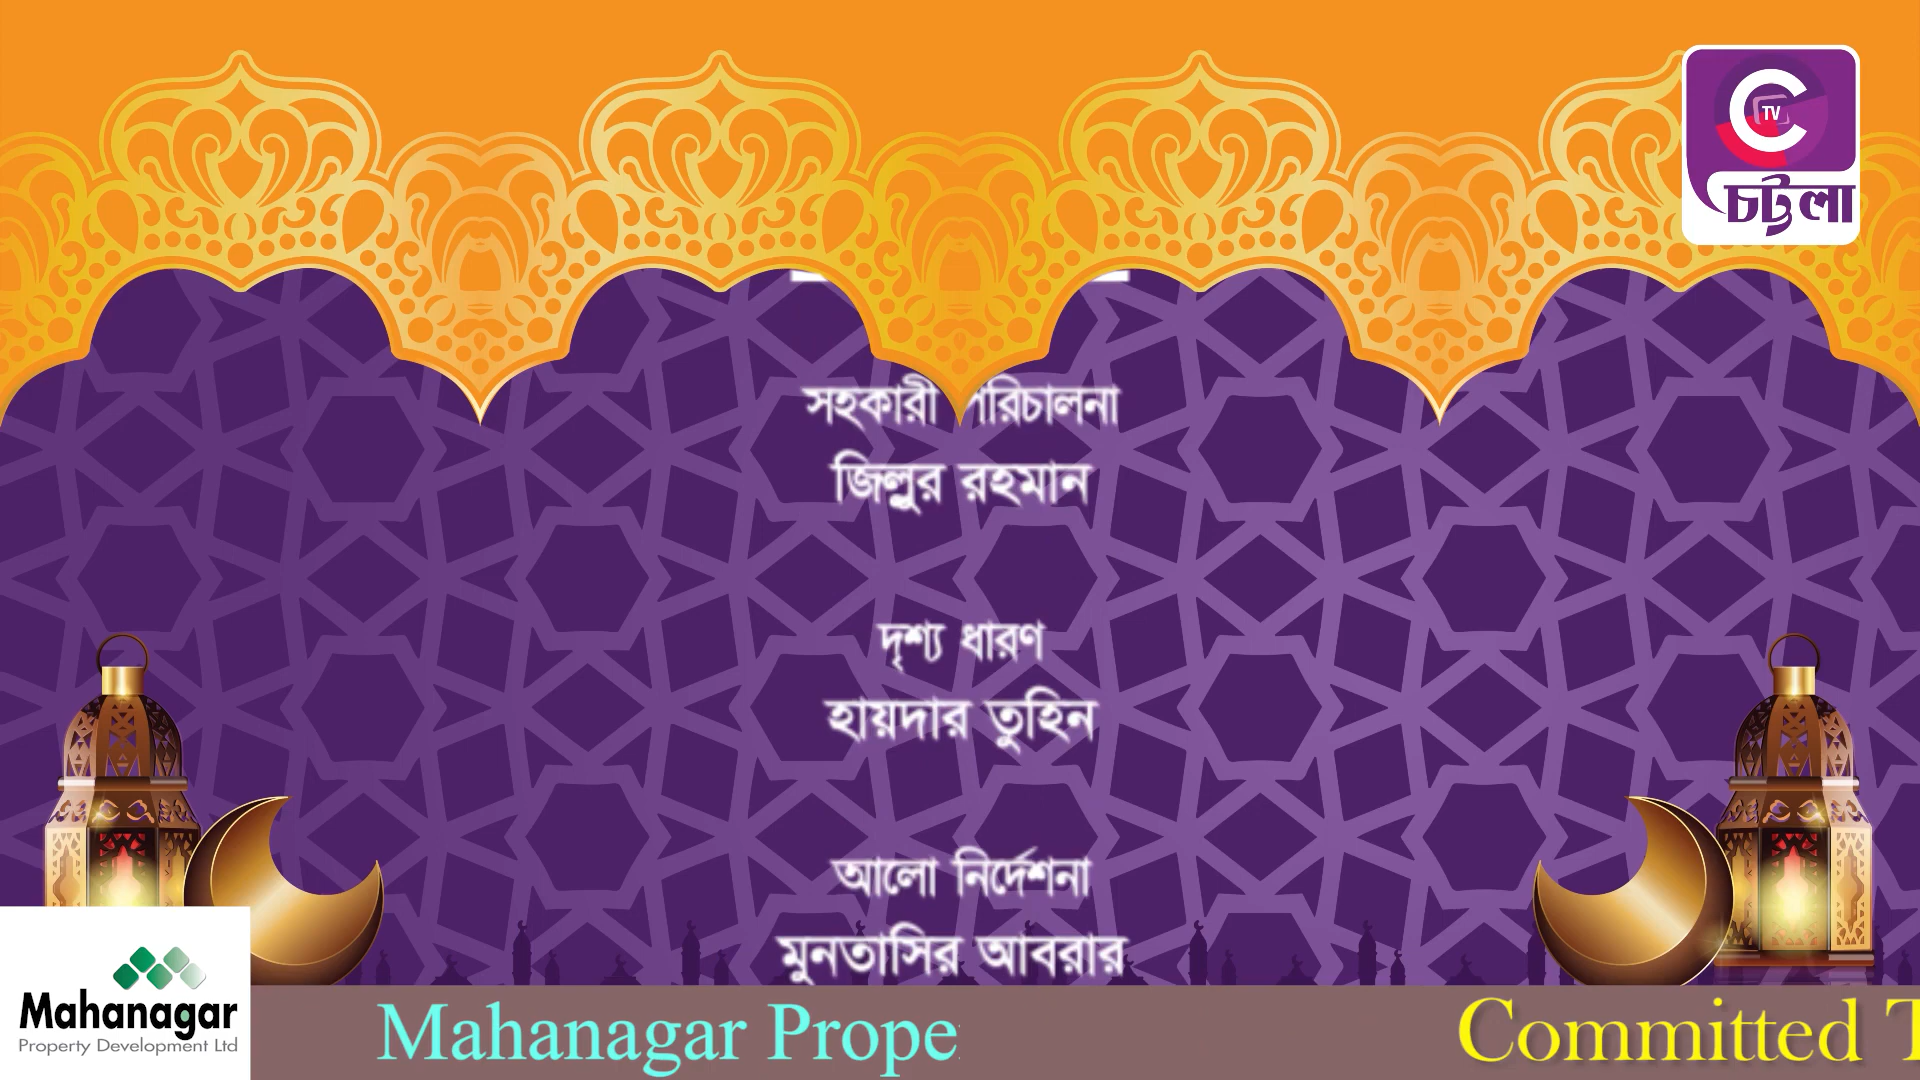 C TV
চট্টলা
সহকারী পরিচালনা
জিল্লুর রহমান
দৃশ্য ধারণ
হায়দার তুহিন
আলো নির্দেশনা
মুনতাসির আবরার
Mahanagar
Property Development Ltd
Mahanagar Prope
Committed T